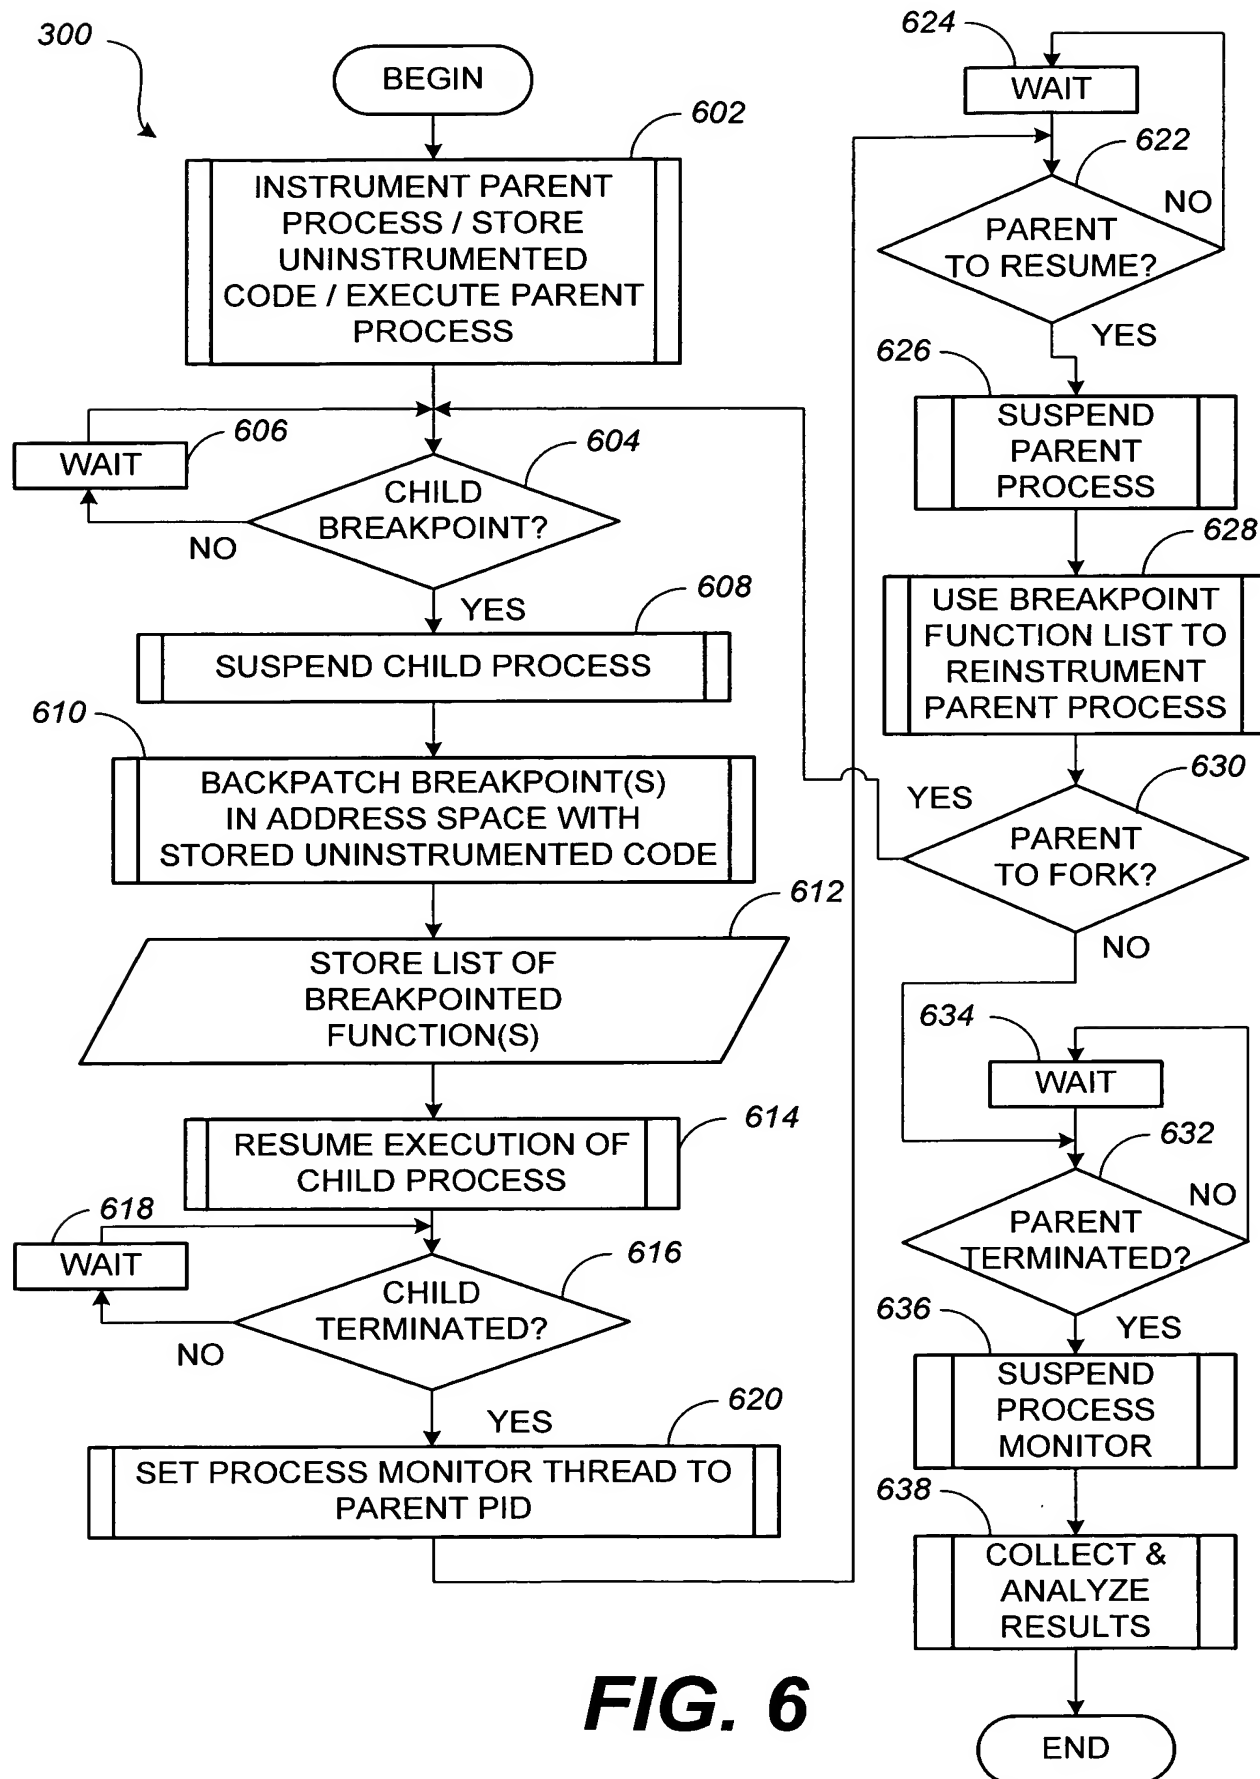 300
BEGIN
602
INSTRUMENT PARENT
PROCESS / STORE
UNINSTRUMENTED
CODE / EXECUTE PARENT
PROCESS
606
WAIT
604
CHILD
BREAKPOINT?
NO
YES
608
SUSPEND CHILD PROCESS
610
BACKPATCH BREAKPOINT(S)
IN ADDRESS SPACE WITH
STORED UNINSTRUMENTED CODE
612
STORE LIST OF
BREAKPOINTED
FUNCTION(S)
614
RESUME EXECUTION OF
CHILD PROCESS
618
WAIT
616
CHILD
TERMINATED?
NO
YES
620
SET PROCESS MONITOR THREAD TO
PARENT PID
624
WAIT
622
PARENT
TO RESUME?
NO
YES
626
SUSPEND
PARENT
PROCESS
628
USE BREAKPOINT
FUNCTION LIST TO
REINSTRUMENT
PARENT PROCESS
630
YES
PARENT
TO FORK?
NO
634
WAIT
632
NO
PARENT
TERMINATED?
YES
636
SUSPEND
PROCESS
MONITOR
638
COLLECT &
ANALYZE
RESULTS
END
FIG. 6